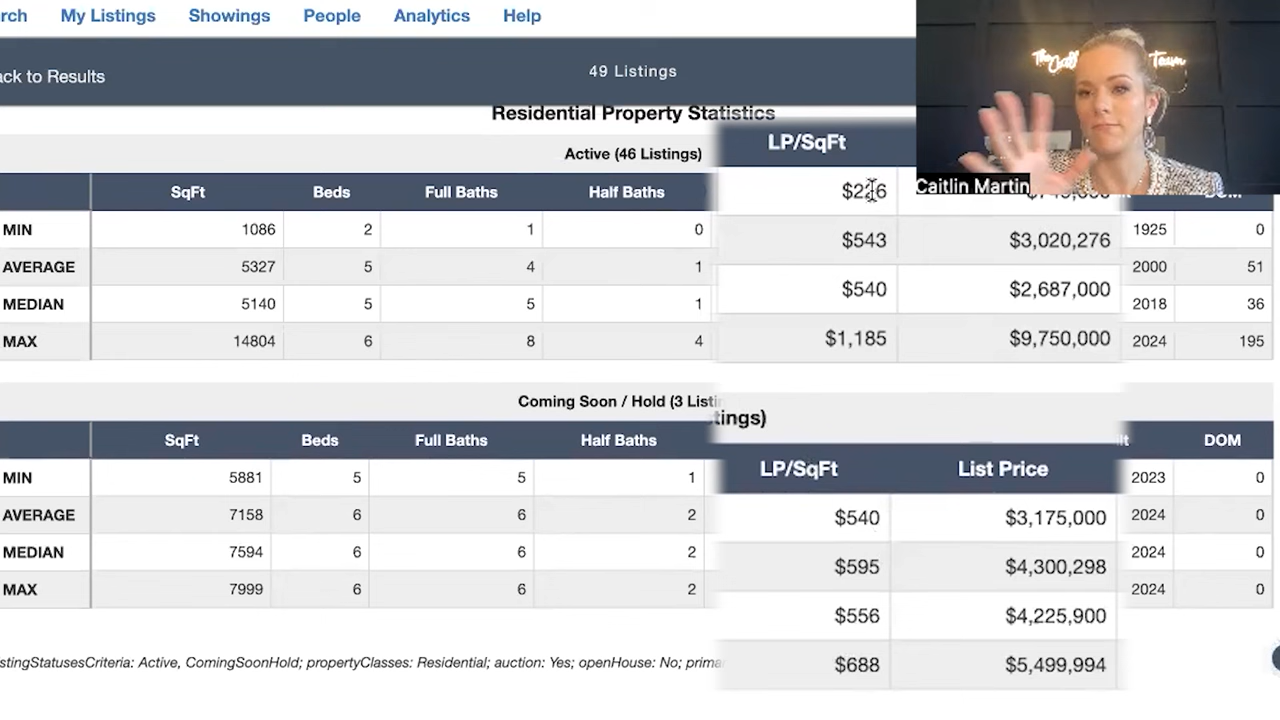 rch My Listings Showings People Analytics Help
The Team
ack to Results 49 Listings
Residential Property Statistics
Active (46 Listings)
LP/SqFt
SqFt Beds Full Baths Half Baths DOM
Caitlin Martin
MIN 1086 2 1 0 1925 0
AVERAGE 5327 5 4 1 $543 $3,020,276 2000 51
MEDIAN 5140 5 5 1 $540 $2,687,000 2018 36
MAX 14804 6 8 4 $1,185 $9,750,000 2024 195
Coming Soon / Hold (3 Listi
tings)
SqFt Beds Full Baths Half Baths LP/SqFt List Price lt DOM
MIN 5881 5 5 1 $540 $3,175,000 2023 0
AVERAGE 7158 6 6 2 $595 $4,300,298 2024 0
MEDIAN 7594 6 6 2 $556 $4,225,900 2024 0
MAX 7999 6 6 2 $688 $5,499,994 2024 0
stingStatusesCriteria: Active, ComingSoonHold; propertyClasses: Residential; auction: Yes; openHouse: No; prima